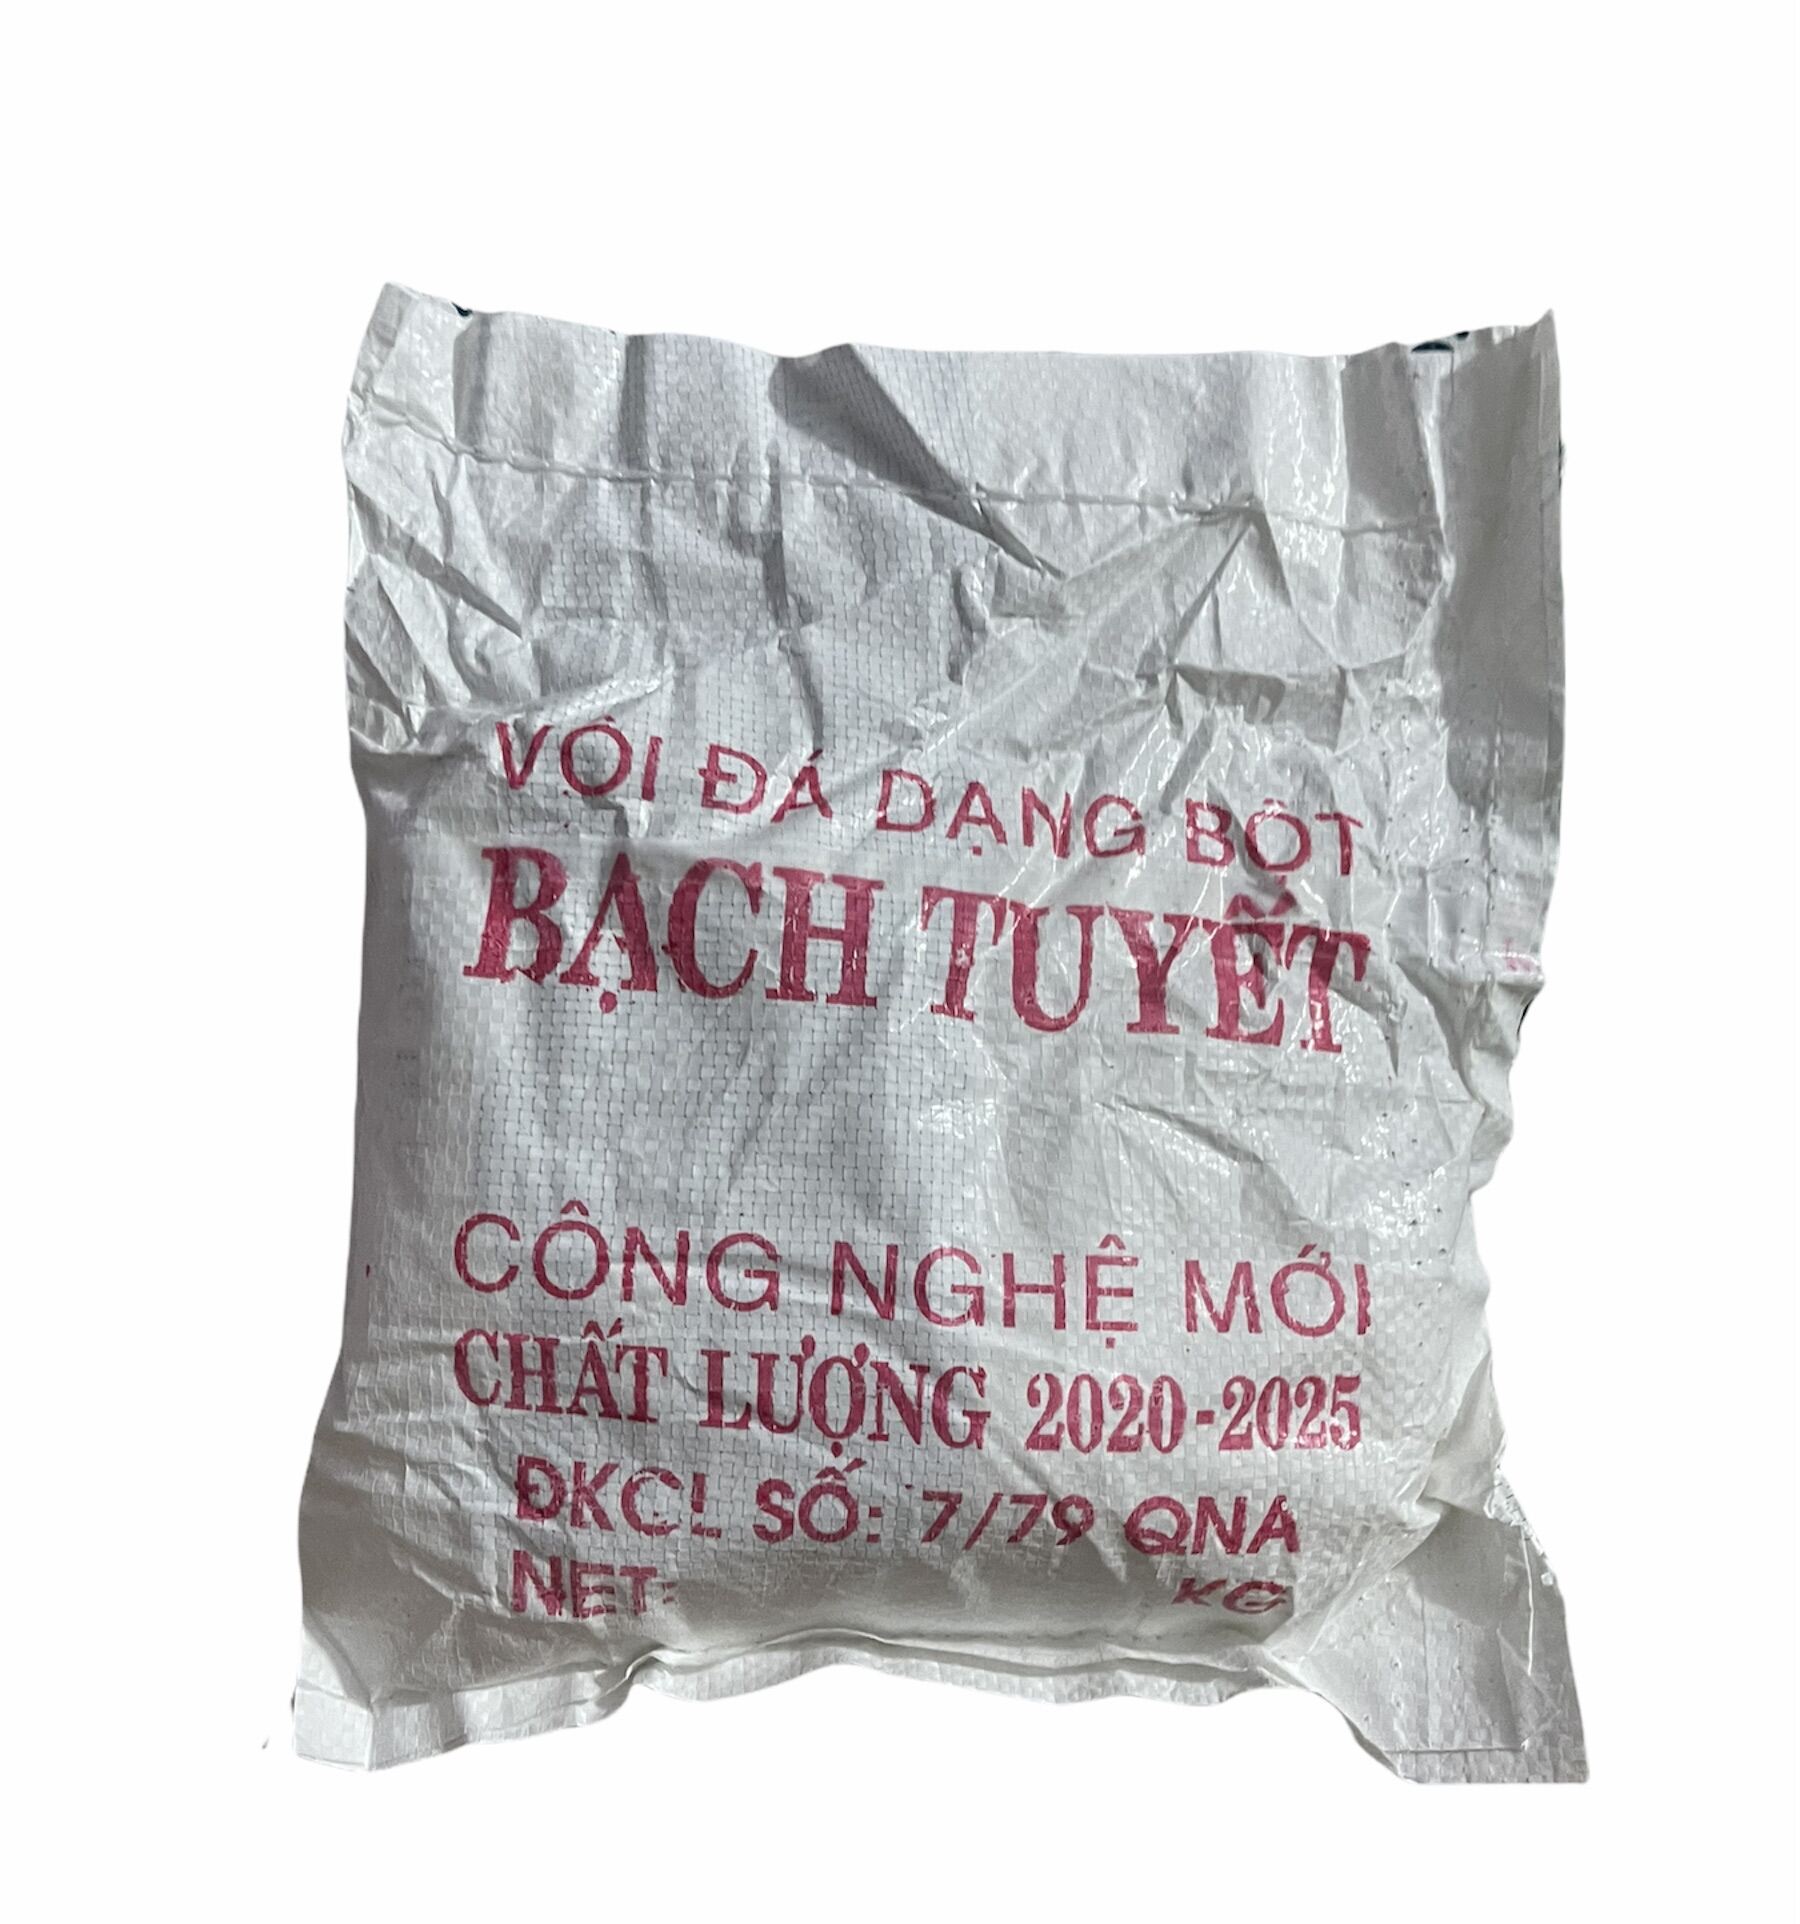 VÔI ĐÁ DẠNG BỘT
BẠCH TUYẾT
CÔNG NGHỆ MỚI
CHẤT LƯỢNG 2020-2025
ĐKCL SỐ: 7/79 QNA
NET: KG